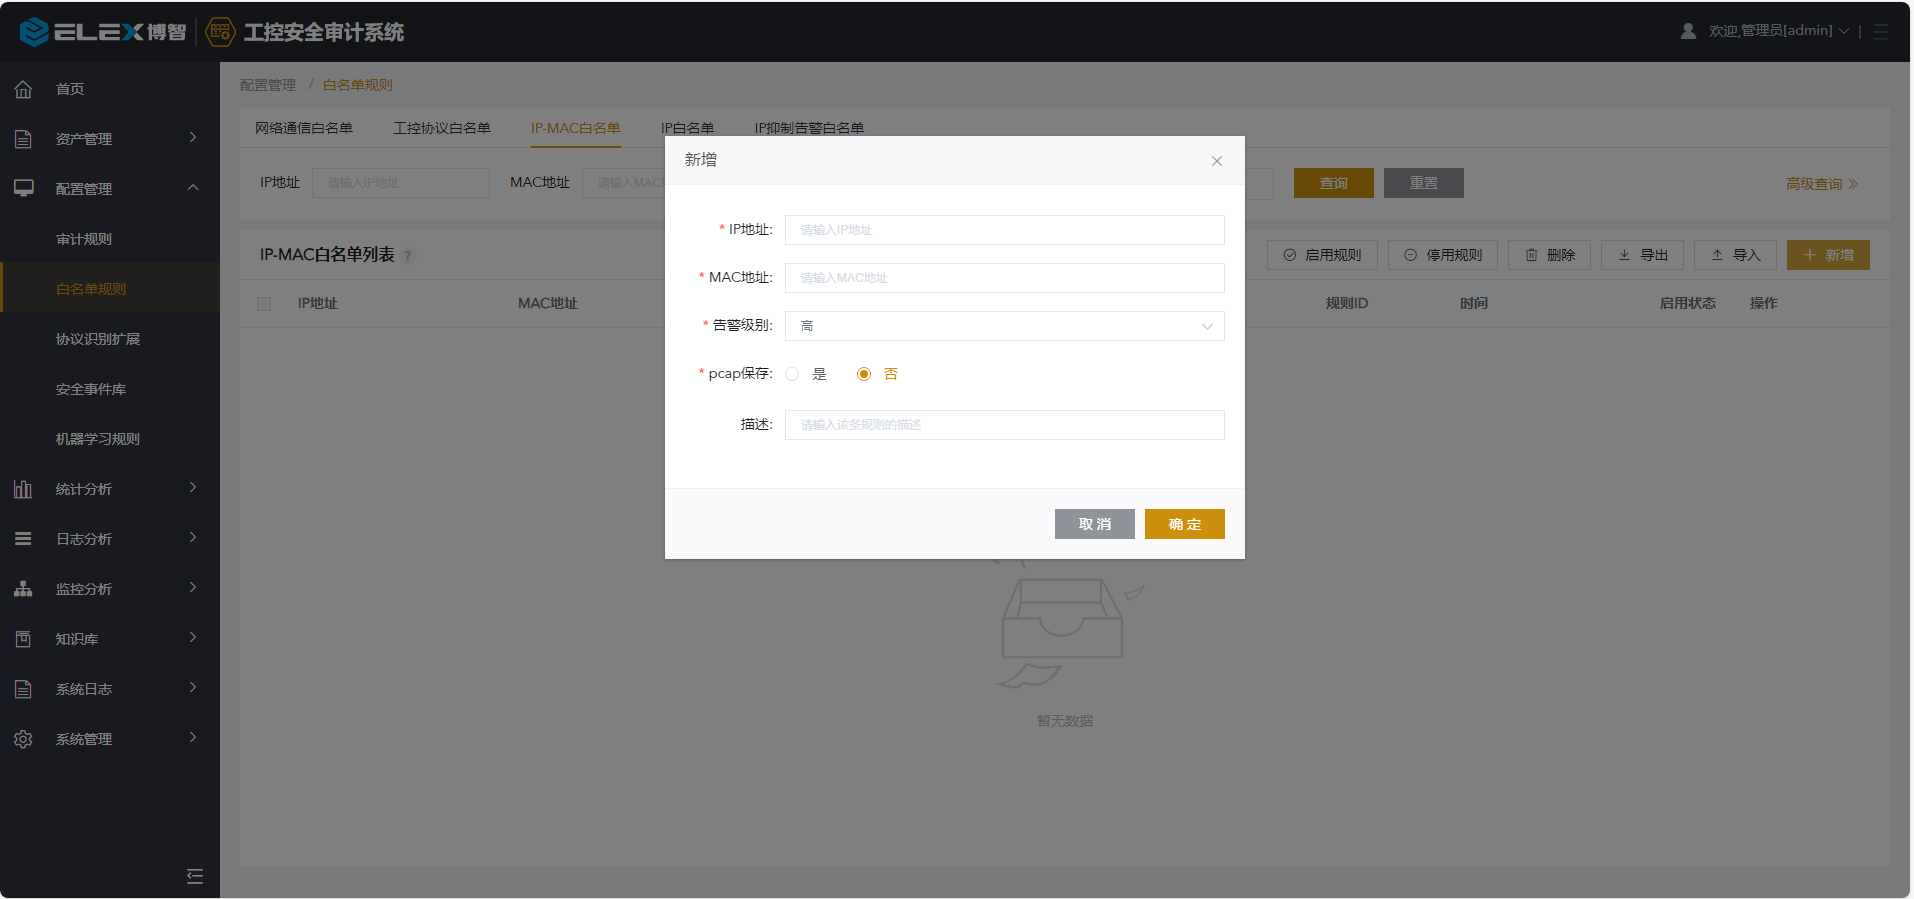 ELEX博智 工控安全审计系统
欢迎,管理员[admin]
首页
资产管理
配置管理
审计规则
白名单规则
协议识别扩展
安全事件库
机器学习规则
统计分析
日志分析
监控分析
知识库
系统日志
系统管理
配置管理 / 白名单规则
网络通信白名单 工控协议白名单 IP-MAC白名单 IP白名单 IP抑制告警白名单
IP地址 请输入IP地址 MAC地址 请输入MAC 查询 重置 高级查询
IP-MAC白名单列表 ? 启用规则 停用规则 删除 导出 导入 新增
IP地址 MAC地址 规则ID 时间 启用状态 操作
暂无数据
新增
* IP地址: 请输入IP地址
* MAC地址: 请输入MAC地址
* 告警级别: 高
* pcap保存: 是 否
描述: 请输入该条规则的描述
取消 确定